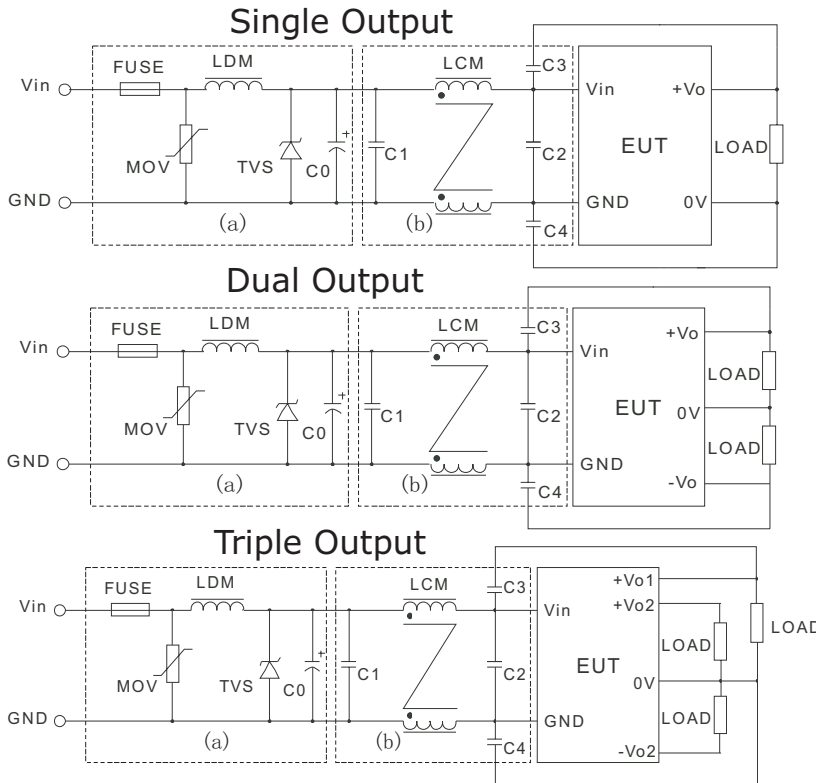 Single Output
FUSE
LDM
LCM
C3
Vin
Vin
+Vo
MOV
TVS
C0
+
C1
C2
EUT
LOAD
GND
(a)
(b)
GND
0V
C4
Dual Output
FUSE
LDM
LCM
C3
Vin
Vin
+Vo
MOV
TVS
C0
+
C1
C2
EUT
LOAD
0V
LOAD
GND
(a)
(b)
GND
-Vo
C4
Triple Output
FUSE
LDM
LCM
C3
+Vo1
Vin
Vin
+Vo2
MOV
TVS
C0
+
C1
C2
EUT
LOAD
LOAD
0V
LOAD
GND
(a)
(b)
GND
-Vo2
C4